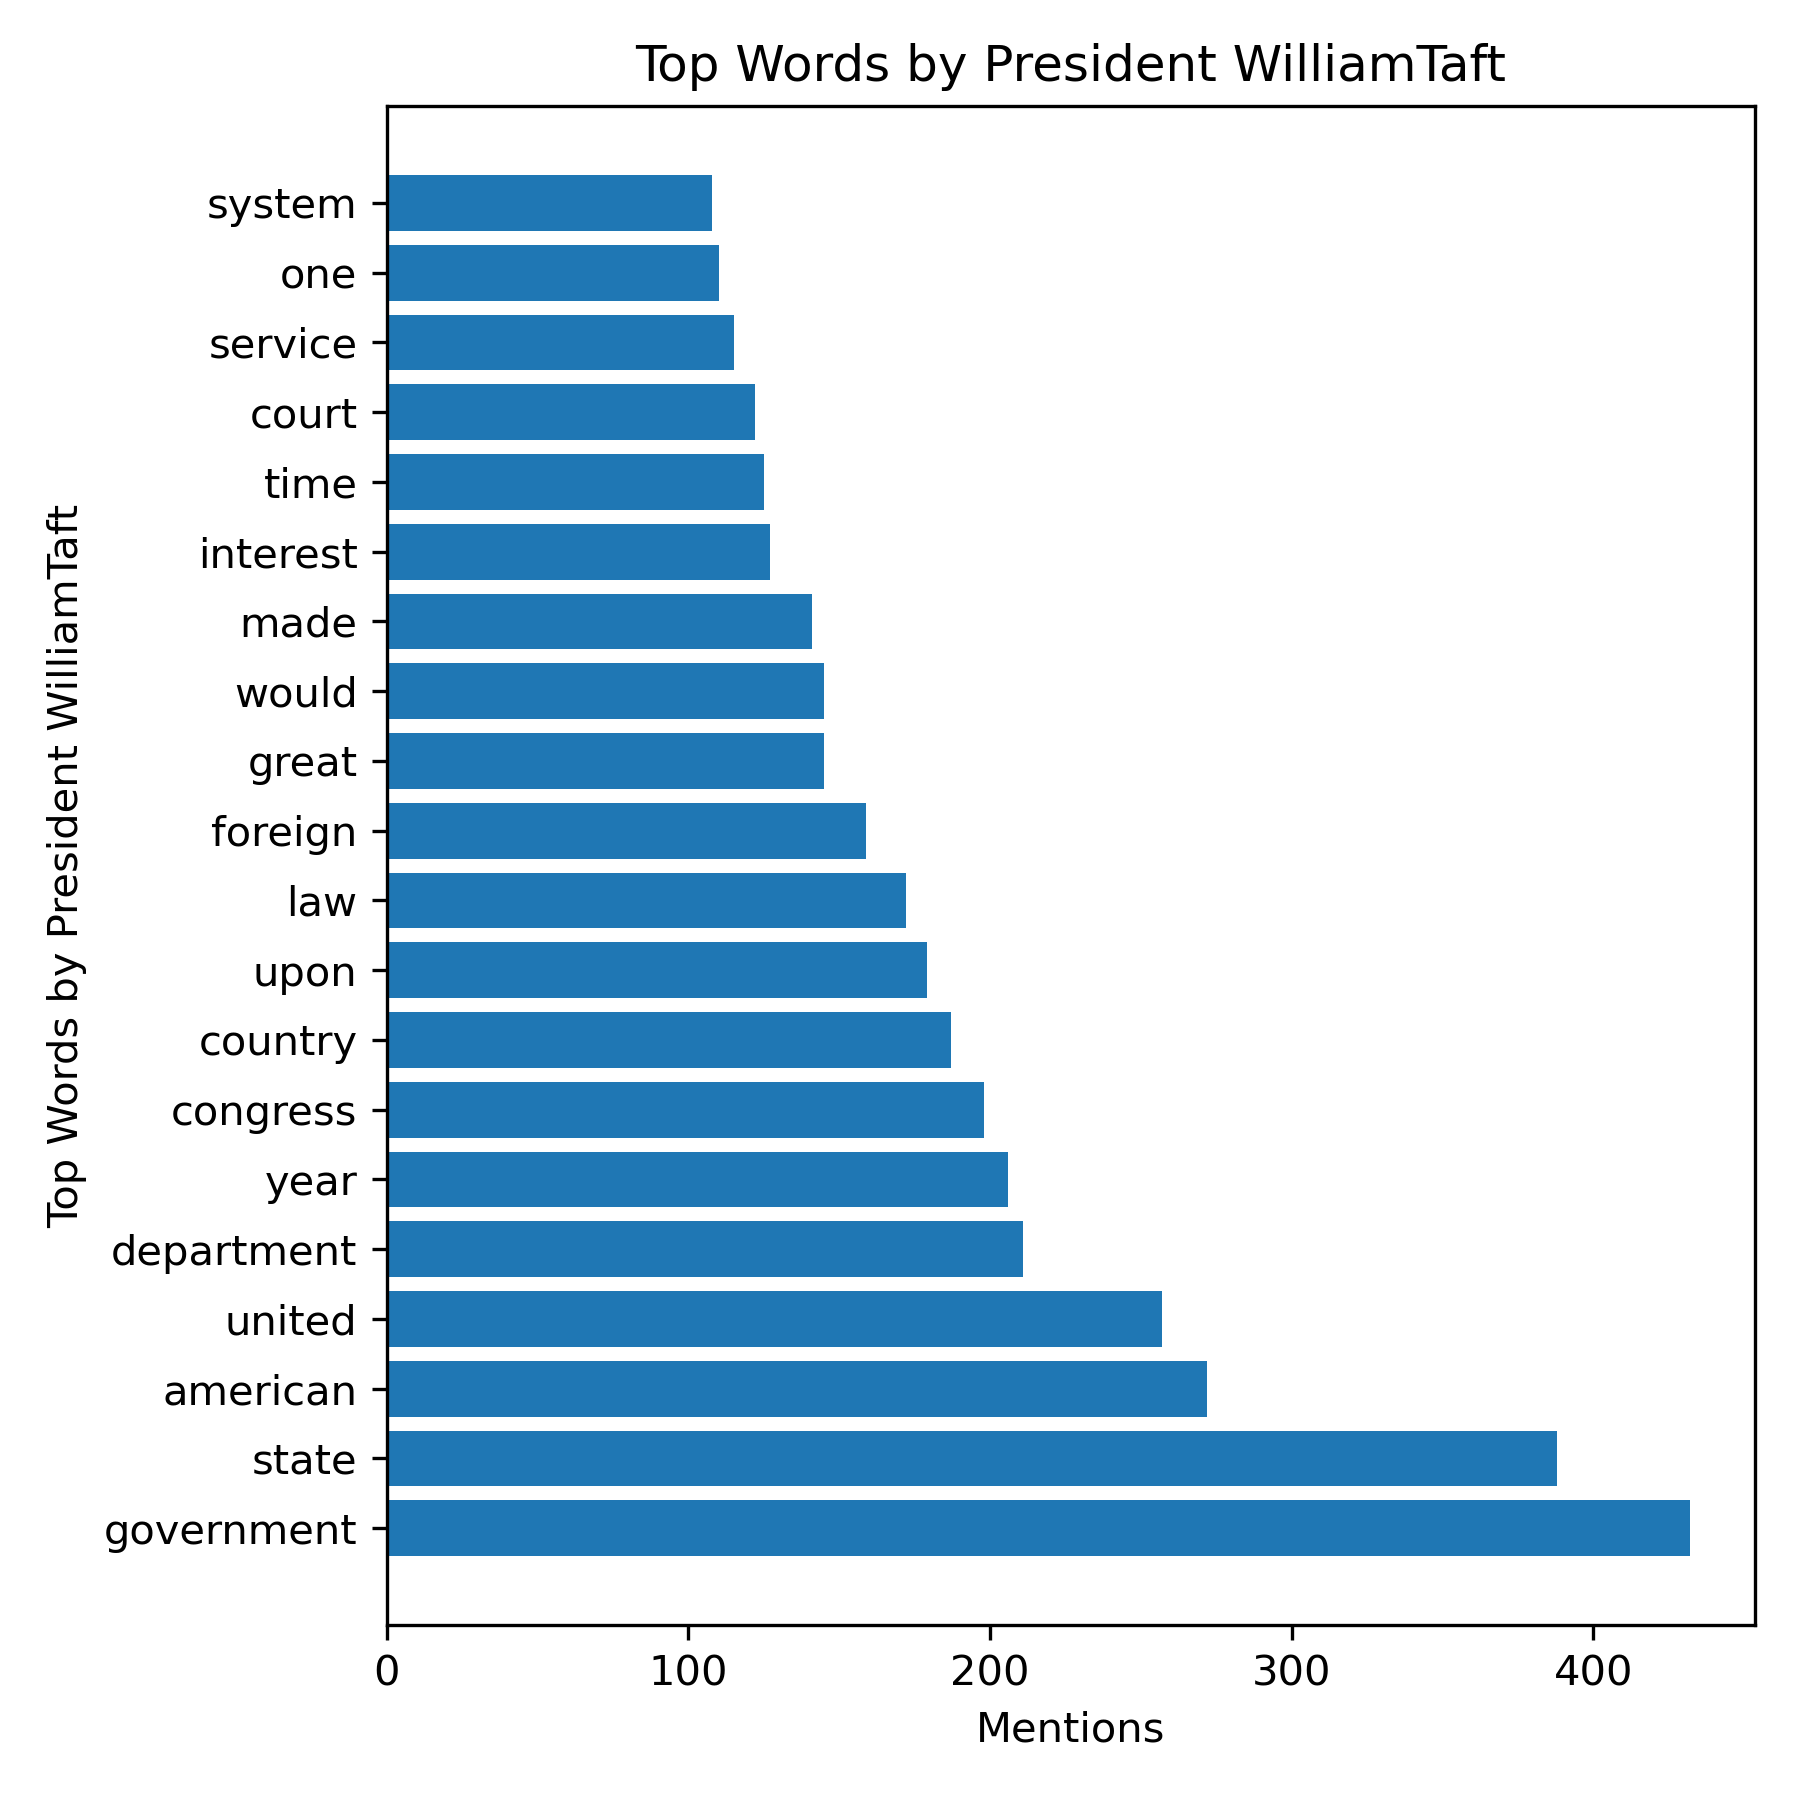 Top Words by President WilliamTaft
Top Words by President WilliamTaft
system
one
service
court
time
interest
made
would
great
foreign
law
upon
country
congress
year
department
united
american
state
government
0 100 200 300 400
Mentions